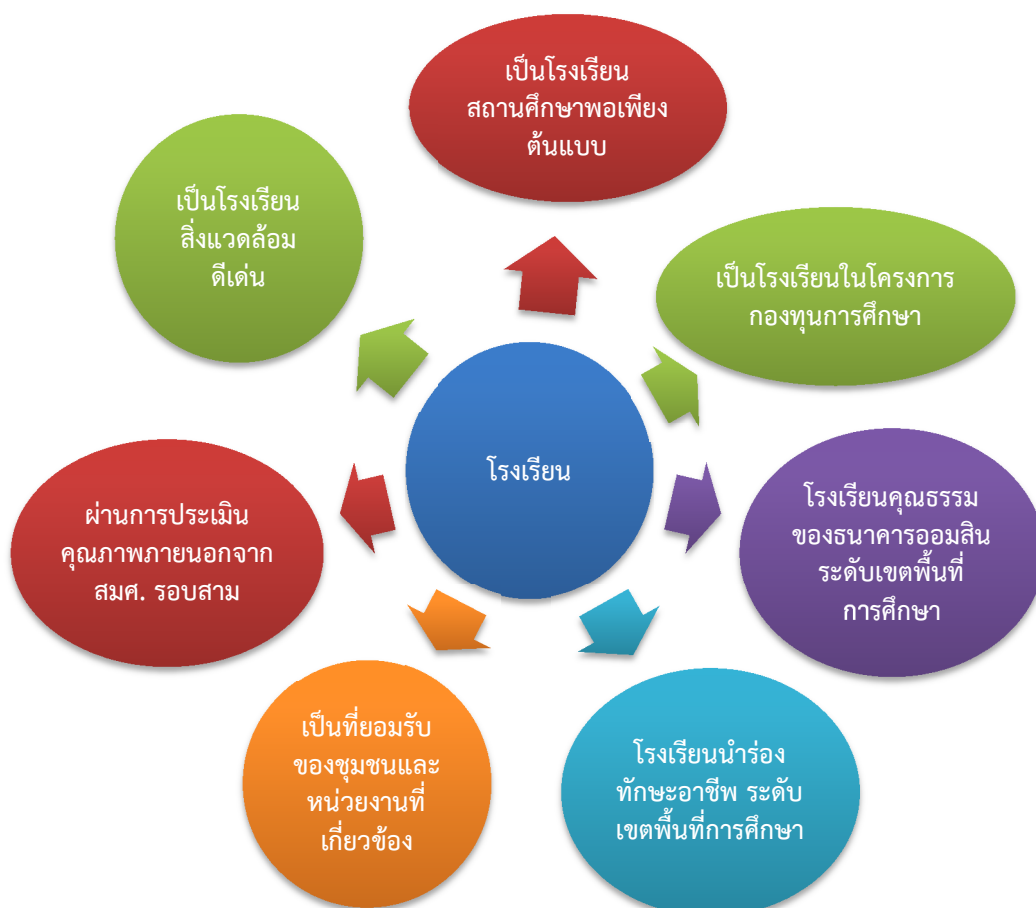 เป็นโรงเรียน
สถานศึกษาพอเพียง
ต้นแบบ
เป็นโรงเรียน
สิ่งแวดล้อม
ดีเด่น
เป็นโรงเรียนในโครงการ
กองทุนการศึกษา
โรงเรียน
ผ่านการประเมิน
คุณภาพภายนอกจาก
สมศ. รอบสาม
โรงเรียนคุณธรรม
ของธนาคารออมสิน
ระดับเขตพื้นที่
การศึกษา
เป็นที่ยอมรับ
ของชุมชนและ
หน่วยงานที่
เกี่ยวข้อง
โรงเรียนนำร่อง
ทักษะอาชีพ ระดับ
เขตพื้นที่การศึกษา